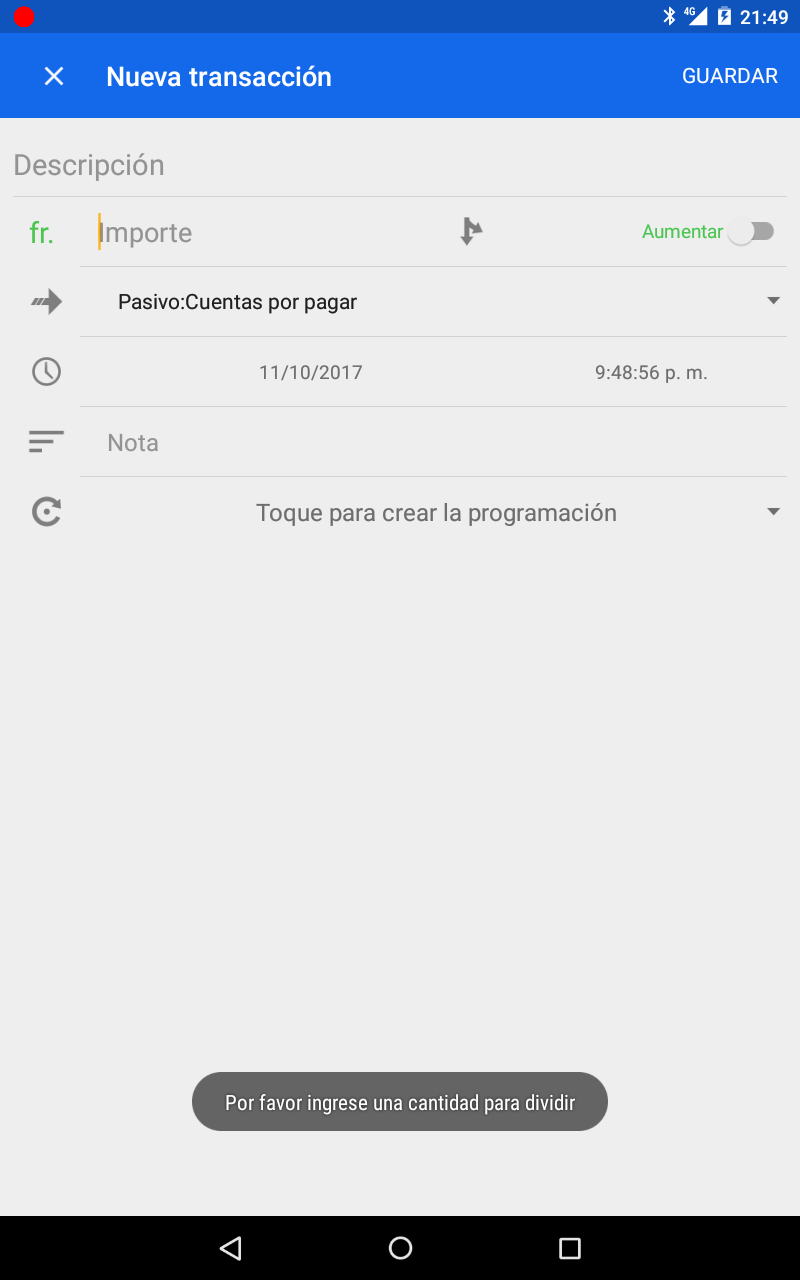 4G 21:49
Nueva transacción GUARDAR
Descripción
fr. Importe Aumentar
Pasivo:Cuentas por pagar
11/10/2017 9:48:56 p. m.
Nota
Toque para crear la programación
Por favor ingrese una cantidad para dividir